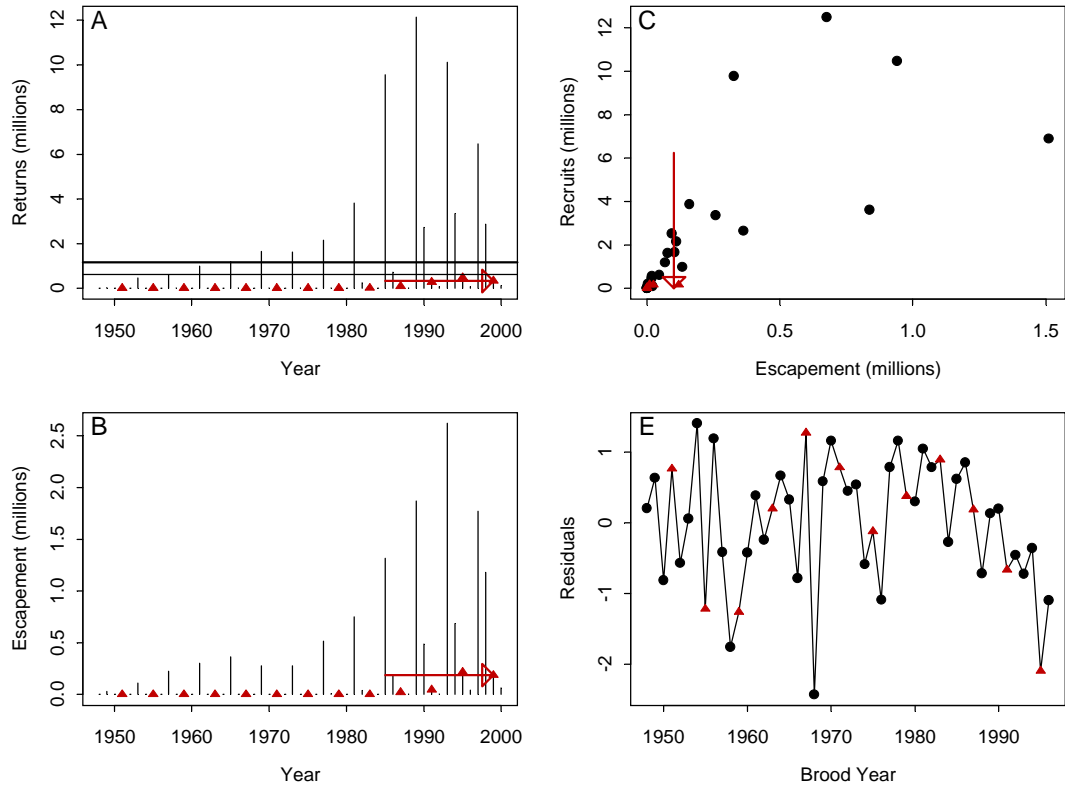 A
Returns (millions)
0 2 4 6 8 10 12
1950 1960 1970 1980 1990 2000
Year
C
Recruits (millions)
0 2 4 6 8 10 12
0.0 0.5 1.0 1.5
Escapement (millions)
B
Escapement (millions)
0.0 0.5 1.0 1.5 2.0 2.5
1950 1960 1970 1980 1990 2000
Year
E
Residuals
-2 -1 0 1
1950 1960 1970 1980 1990
Brood Year